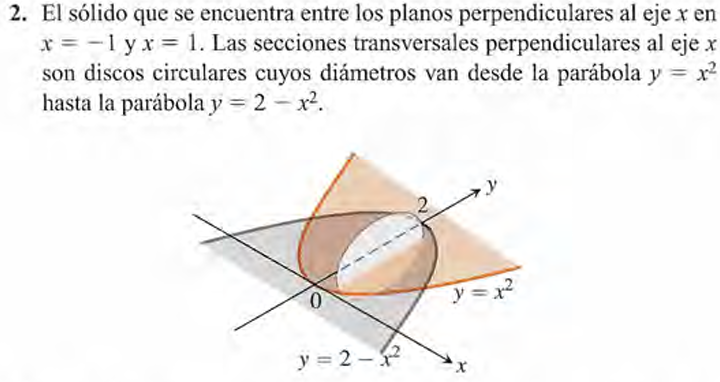 2. El sólido que se encuentra entre los planos perpendiculares al eje x en
x = −1 y x = 1. Las secciones transversales perpendiculares al eje x
son discos circulares cuyos diámetros van desde la parábola y = x²
hasta la parábola y = 2 − x².
y
2
y = x²
0
y = 2 − x²
x